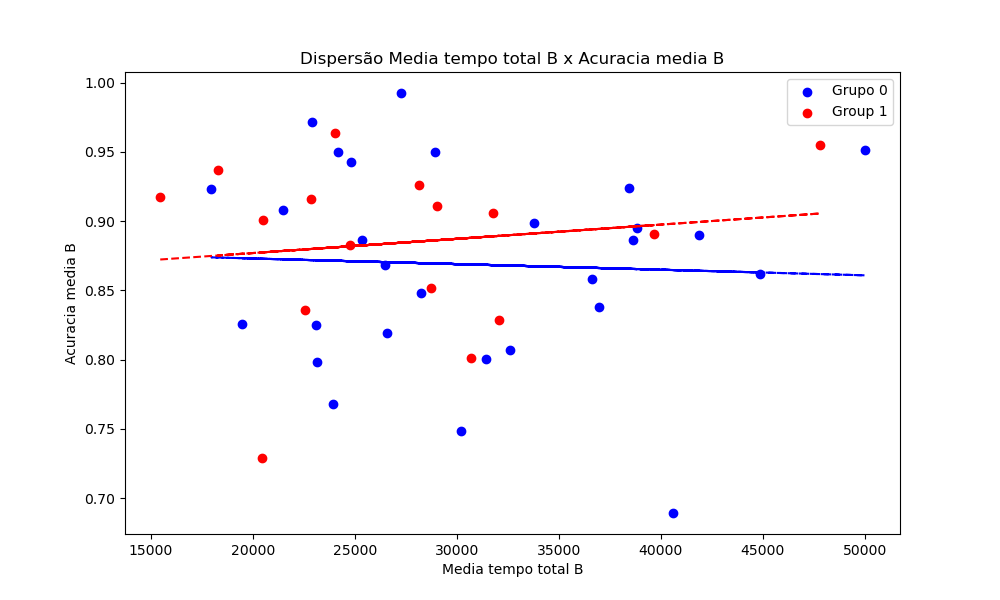 Dispersão Media tempo total B x Acuracia media B
Grupo 0
Group 1
Acuracia media B
1.00
0.95
0.90
0.85
0.80
0.75
0.70
15000 20000 25000 30000 35000 40000 45000 50000
Media tempo total B